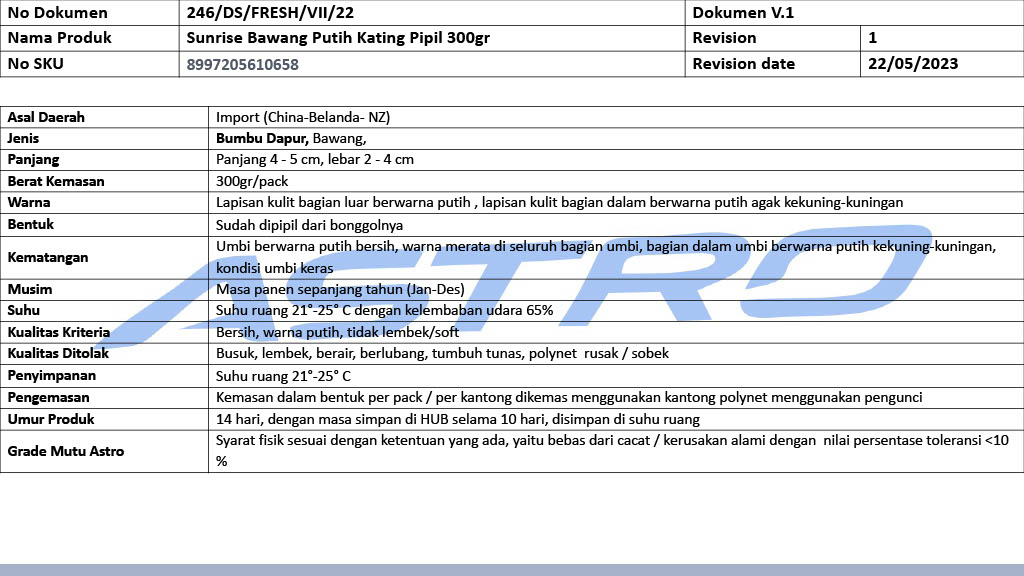 No Dokumen 246/DS/FRESH/VII/22 Dokumen V.1
Nama Produk Sunrise Bawang Putih Kating Pipil 300gr Revision 1
No SKU 8997205610658 Revision date 22/05/2023
Asal Daerah Import (China-Belanda- NZ)
Jenis Bumbu Dapur, Bawang,
Panjang Panjang 4 - 5 cm, lebar 2 - 4 cm
Berat Kemasan 300gr/pack
Warna Lapisan kulit bagian luar berwarna putih , lapisan kulit bagian dalam berwarna putih agak kekuning-kuningan
Bentuk Sudah dipipil dari bonggolnya
Kematangan Umbi berwarna putih bersih, warna merata di seluruh bagian umbi, bagian dalam umbi berwarna putih kekuning-kuningan,
kondisi umbi keras
Musim Masa panen sepanjang tahun (Jan-Des)
Suhu Suhu ruang 21°-25° C dengan kelembaban udara 65%
Kualitas Kriteria Bersih, warna putih, tidak lembek/soft
Kualitas Ditolak Busuk, lembek, berair, berlubang, tumbuh tunas, polynet rusak / sobek
Penyimpanan Suhu ruang 21°-25° C
Pengemasan Kemasan dalam bentuk per pack / per kantong dikemas menggunakan kantong polynet menggunakan pengunci
Umur Produk 14 hari, dengan masa simpan di HUB selama 10 hari, disimpan di suhu ruang
Grade Mutu Astro Syarat fisik sesuai dengan ketentuan yang ada, yaitu bebas dari cacat / kerusakan alami dengan nilai persentase toleransi <10
%
ASTRO